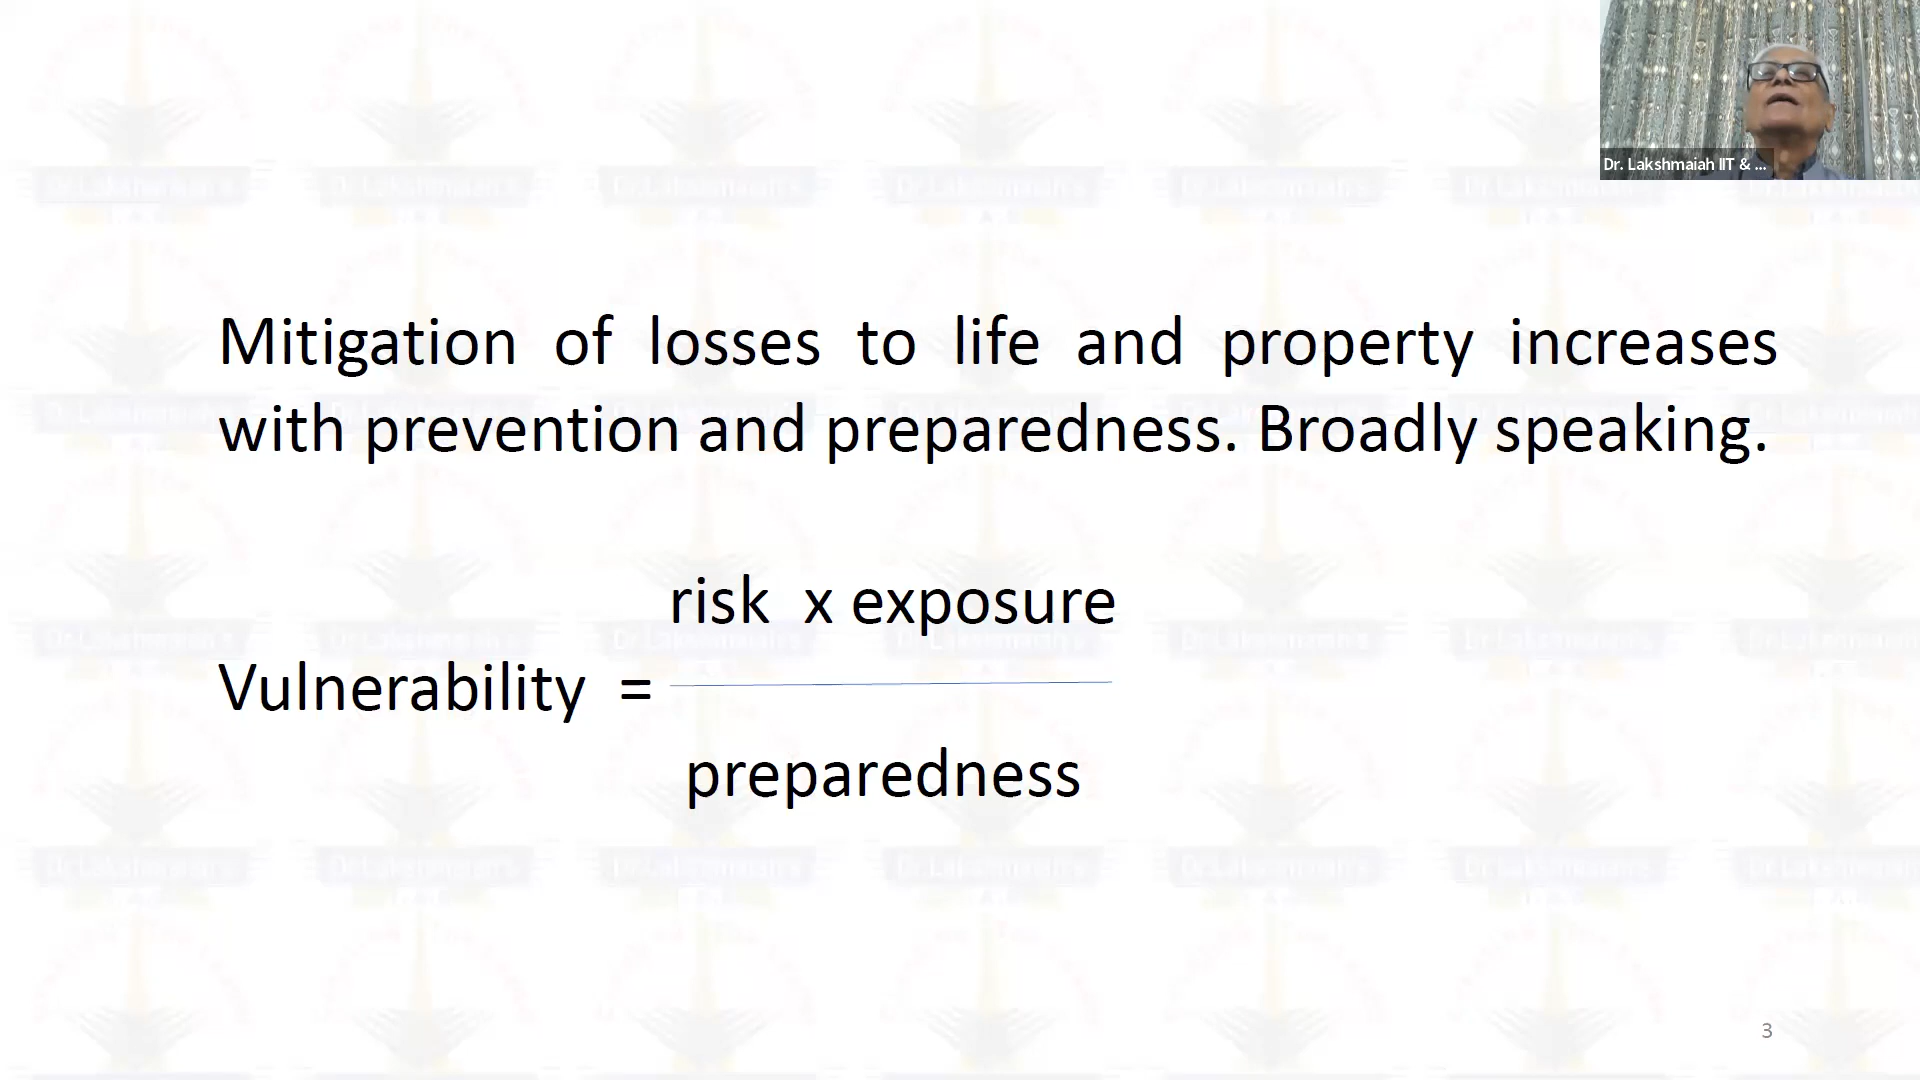 Dr. Lakshmaiah IIT & ...
Mitigation of losses to life and property increases
with prevention and preparedness. Broadly speaking.
risk x exposure
Vulnerability =
preparedness
3